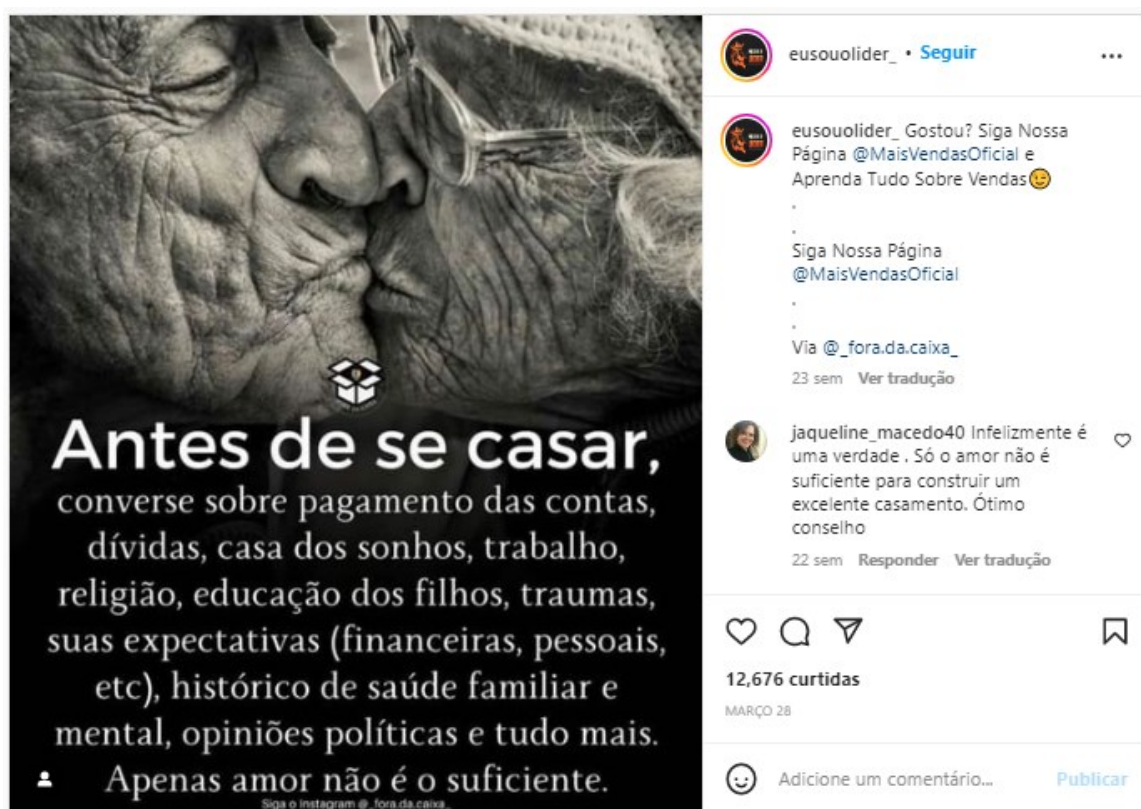 Antes de se casar,
converse sobre pagamento das contas,
dívidas, casa dos sonhos, trabalho,
religião, educação dos filhos, traumas,
suas expectativas (financeiras, pessoais,
etc), histórico de saúde familiar e
mental, opiniões políticas e tudo mais.
Apenas amor não é o suficiente.
Siga o Instagram @_fora.da.caixa_
eusouolider_ • Seguir
eusouolider_ Gostou? Siga Nossa
Página @MaisVendasOficial e
Aprenda Tudo Sobre Vendas😉
.
.
Siga Nossa Página
@MaisVendasOficial
.
.
Via @_fora.da.caixa_
23 sem Ver tradução
jaqueline_macedo40 Infelizmente é
uma verdade . Só o amor não é
suficiente para construir um
excelente casamento. Ótimo
conselho
22 sem Responder Ver tradução
12,676 curtidas
MARÇO 28
Adicione um comentário... Publicar